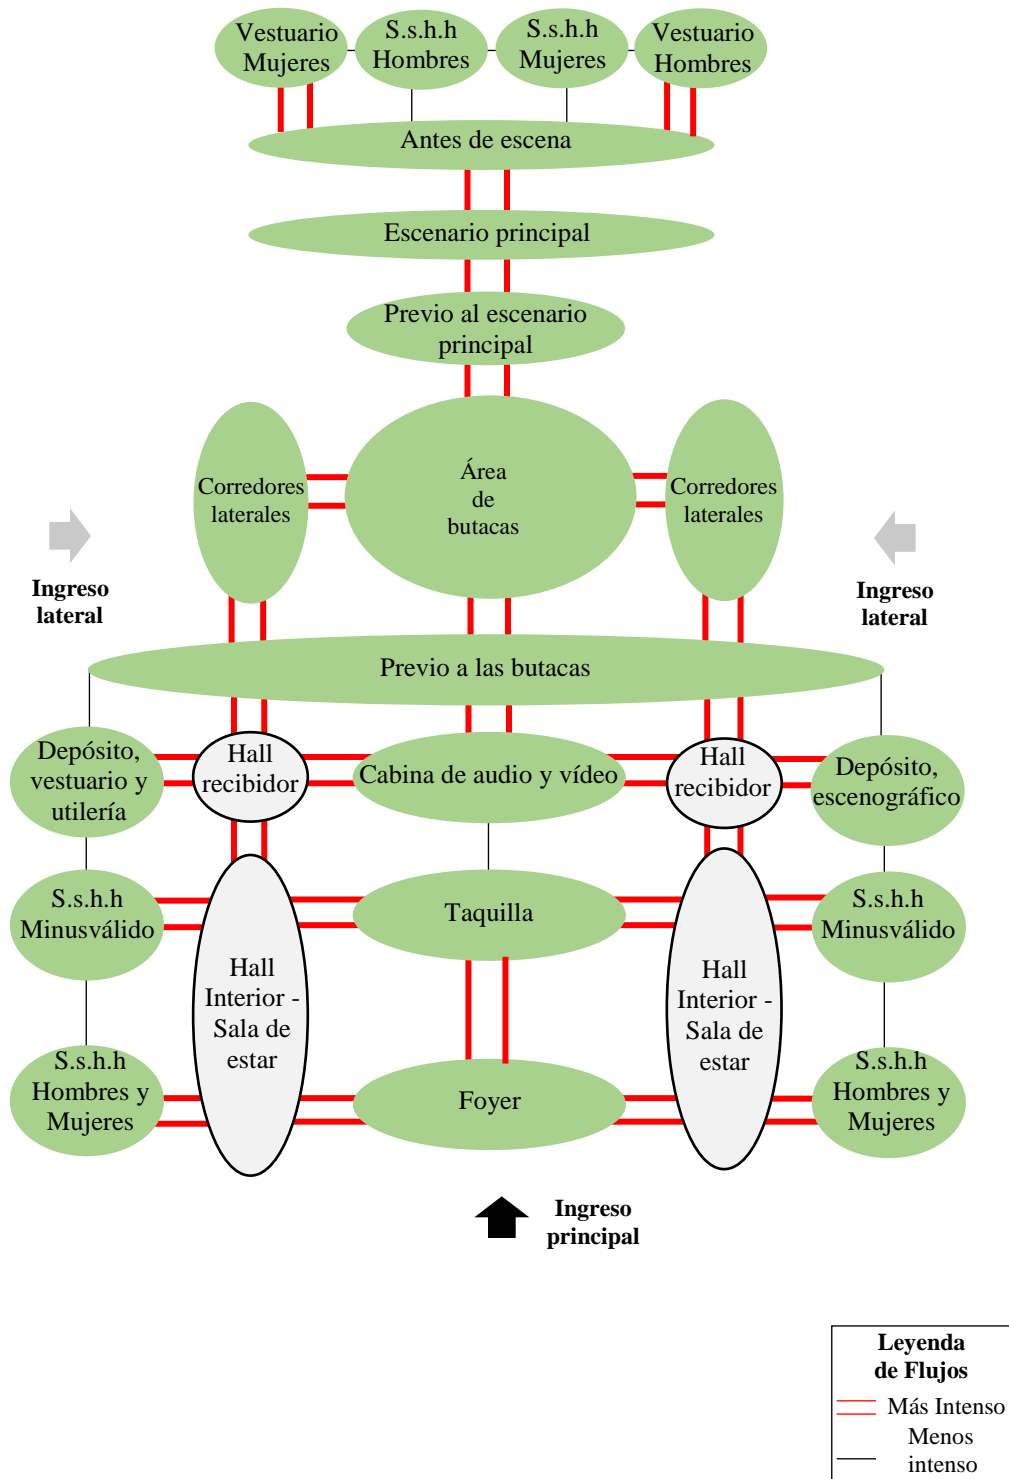 Vestuario
Mujeres
S.s.h.h
Hombres
S.s.h.h
Mujeres
Vestuario
Hombres
Antes de escena
Escenario principal
Previo al escenario
principal
Corredores
laterales
Área
de
butacas
Corredores
laterales
Ingreso
lateral
Ingreso
lateral
Previo a las butacas
Depósito,
vestuario y
utilería
Hall
recibidor
Cabina de audio y vídeo
Hall
recibidor
Depósito,
escenográfico
S.s.h.h
Minusválido
Taquilla
S.s.h.h
Minusválido
Hall
Interior -
Sala de
estar
Hall
Interior -
Sala de
estar
S.s.h.h
Hombres y
Mujeres
Foyer
S.s.h.h
Hombres y
Mujeres
Ingreso
principal
Leyenda
de Flujos
Más Intenso
Menos
intenso